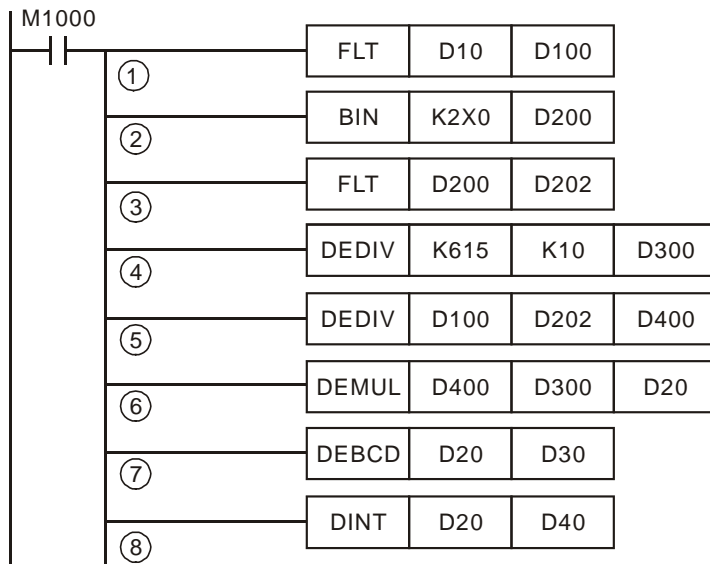 M1000
FLT D10 D100
①
BIN K2X0 D200
②
FLT D200 D202
③
DEDIV K615 K10 D300
④
DEDIV D100 D202 D400
⑤
DEMUL D400 D300 D20
⑥
DEBCD D20 D30
⑦
DINT D20 D40
⑧